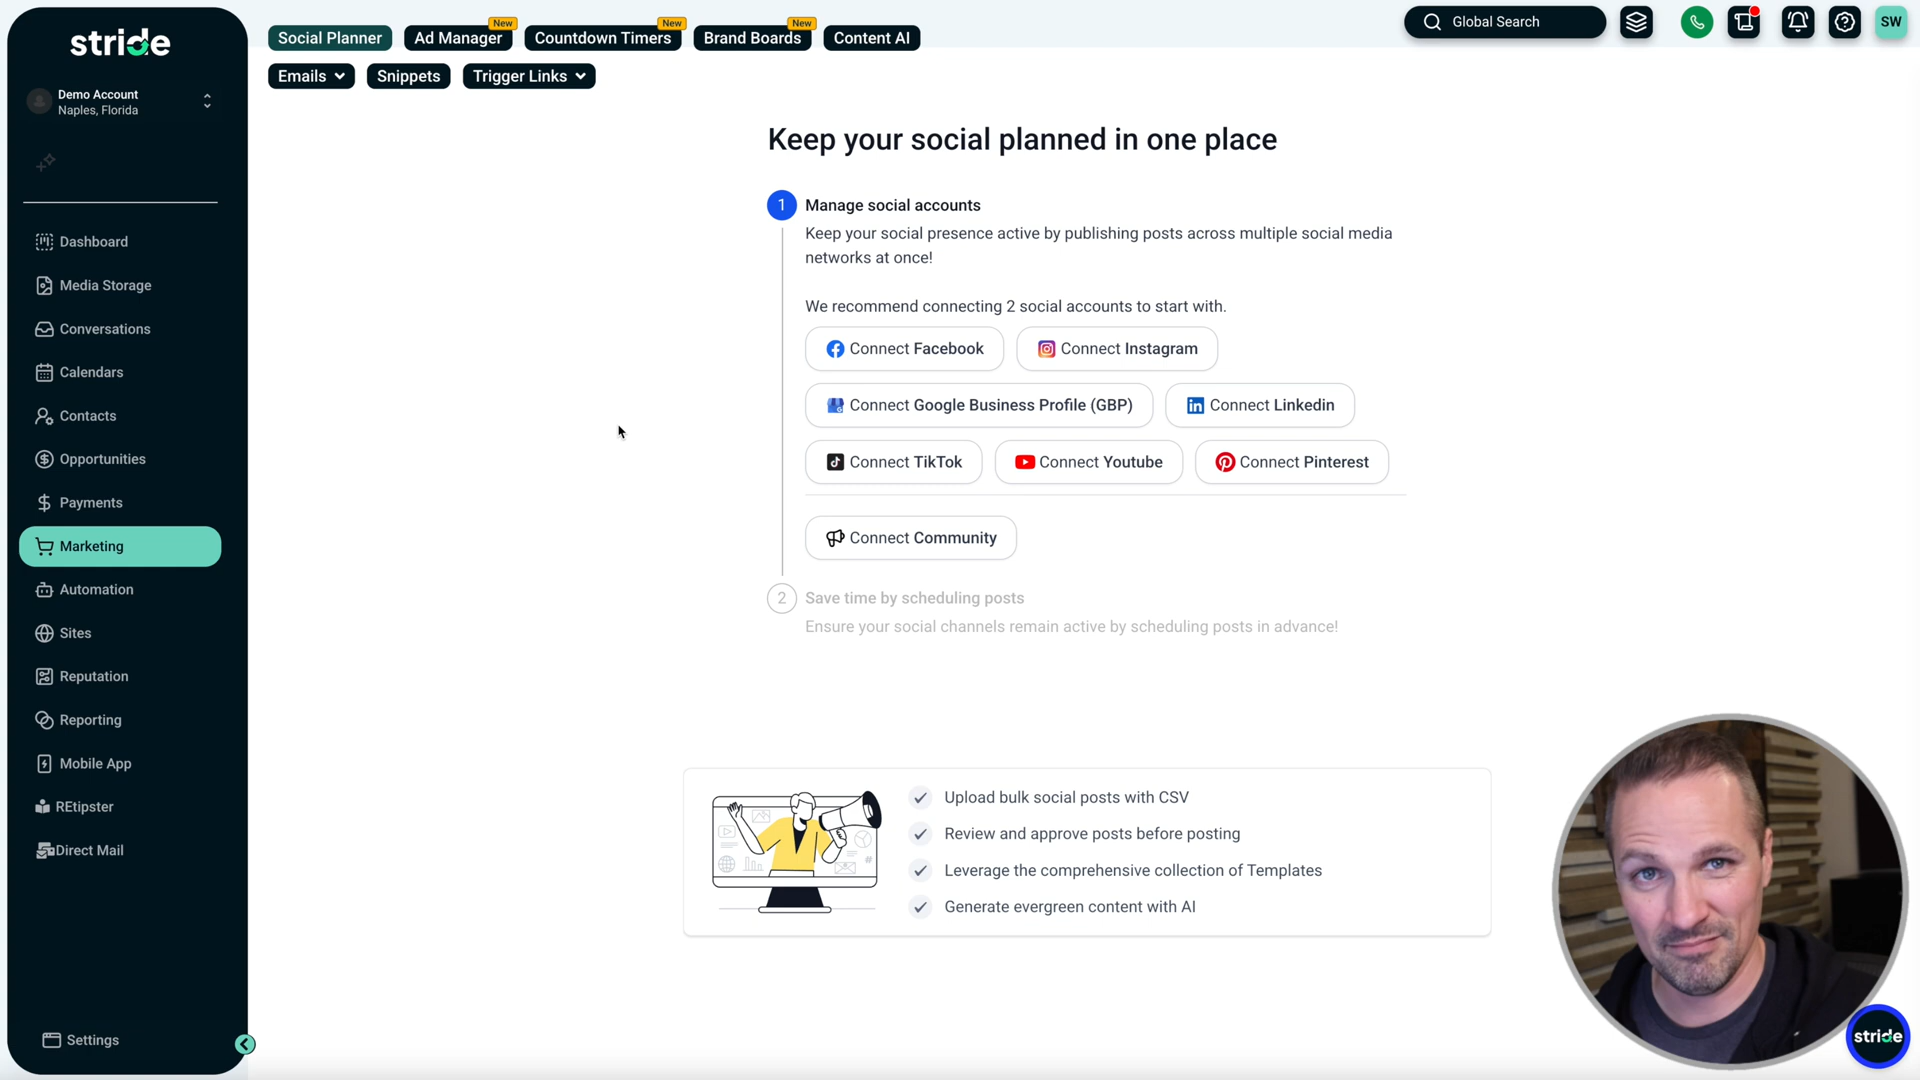 stride
Demo Account
Naples, Florida
Dashboard
Media Storage
Conversations
Calendars
Contacts
Opportunities
Payments
Marketing
Automation
Sites
Reputation
Reporting
Mobile App
REtipster
Direct Mail
Settings
Social Planner
Ad Manager
New
Countdown Timers
New
Brand Boards
New
Content AI
Global Search
SW
Emails
Snippets
Trigger Links
Keep your social planned in one place
1 Manage social accounts
Keep your social presence active by publishing posts across multiple social media
networks at once!
We recommend connecting 2 social accounts to start with.
Connect Facebook
Connect Instagram
Connect Google Business Profile (GBP)
Connect Linkedin
Connect TikTok
Connect Youtube
Connect Pinterest
Connect Community
2 Save time by scheduling posts
Ensure your social channels remain active by scheduling posts in advance!
Upload bulk social posts with CSV
Review and approve posts before posting
Leverage the comprehensive collection of Templates
Generate evergreen content with AI
stride